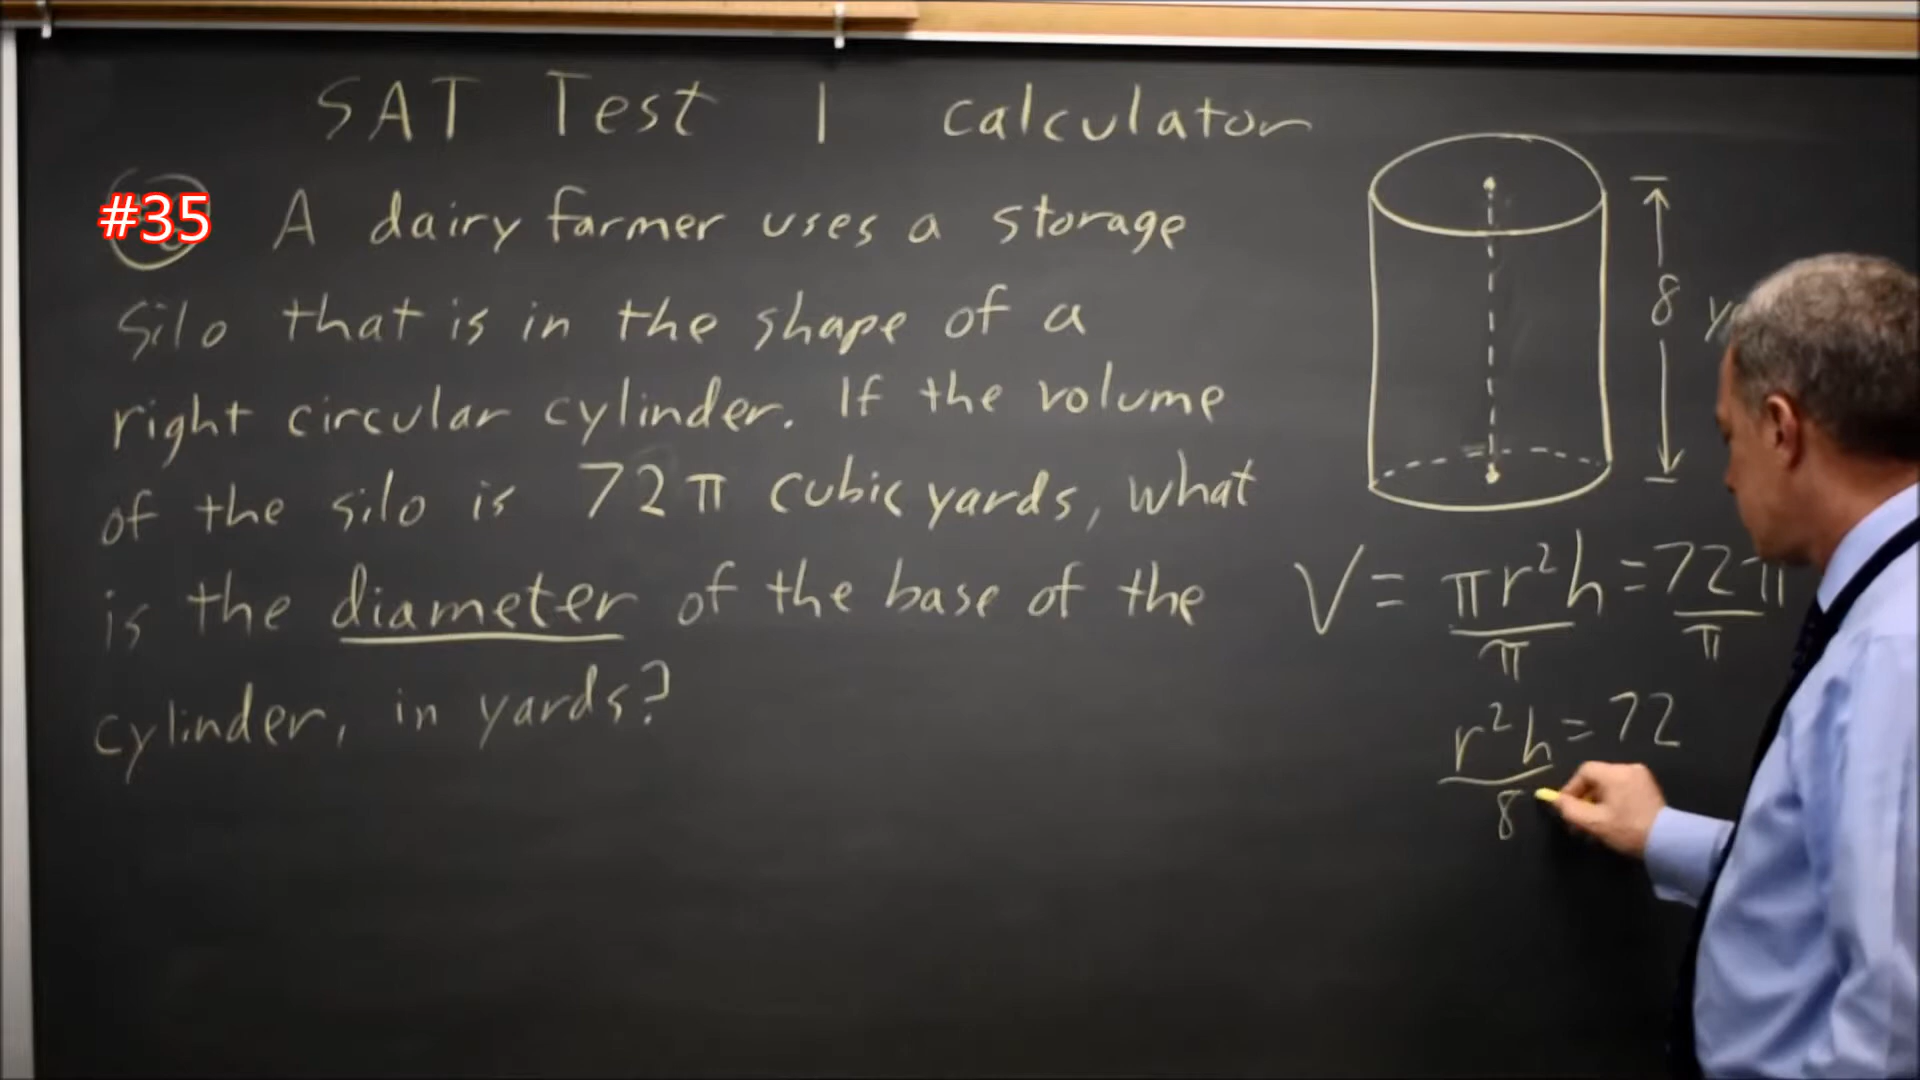 SAT Test 1 calculator
#35 A dairy farmer uses a storage
silo that is in the shape of a
right circular cylinder. If the volume
of the silo is 72π cubic yards, what
is the diameter of the base of the
cylinder, in yards?
8
V = πr²h = 72π
π π
r²h = 72
8